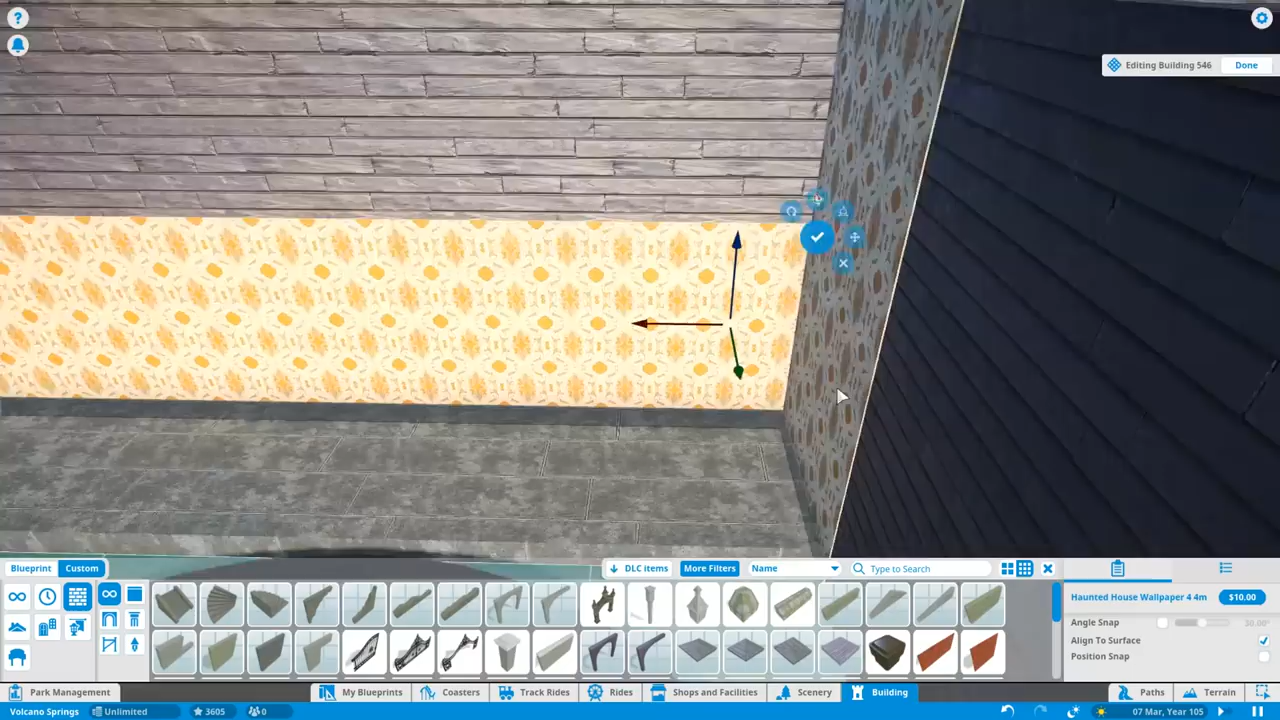 ?
Editing Building 546 Done
Blueprint Custom
DLC items More Filters Name Type to Search
Haunted House Wallpaper 4 4m $10.00
Angle Snap 30.00°
Align To Surface
Position Snap
Park Management My Blueprints Coasters Track Rides Rides Shops and Facilities Scenery Building Paths Terrain
Volcano Springs Unlimited 3605 0 07 Mar, Year 105